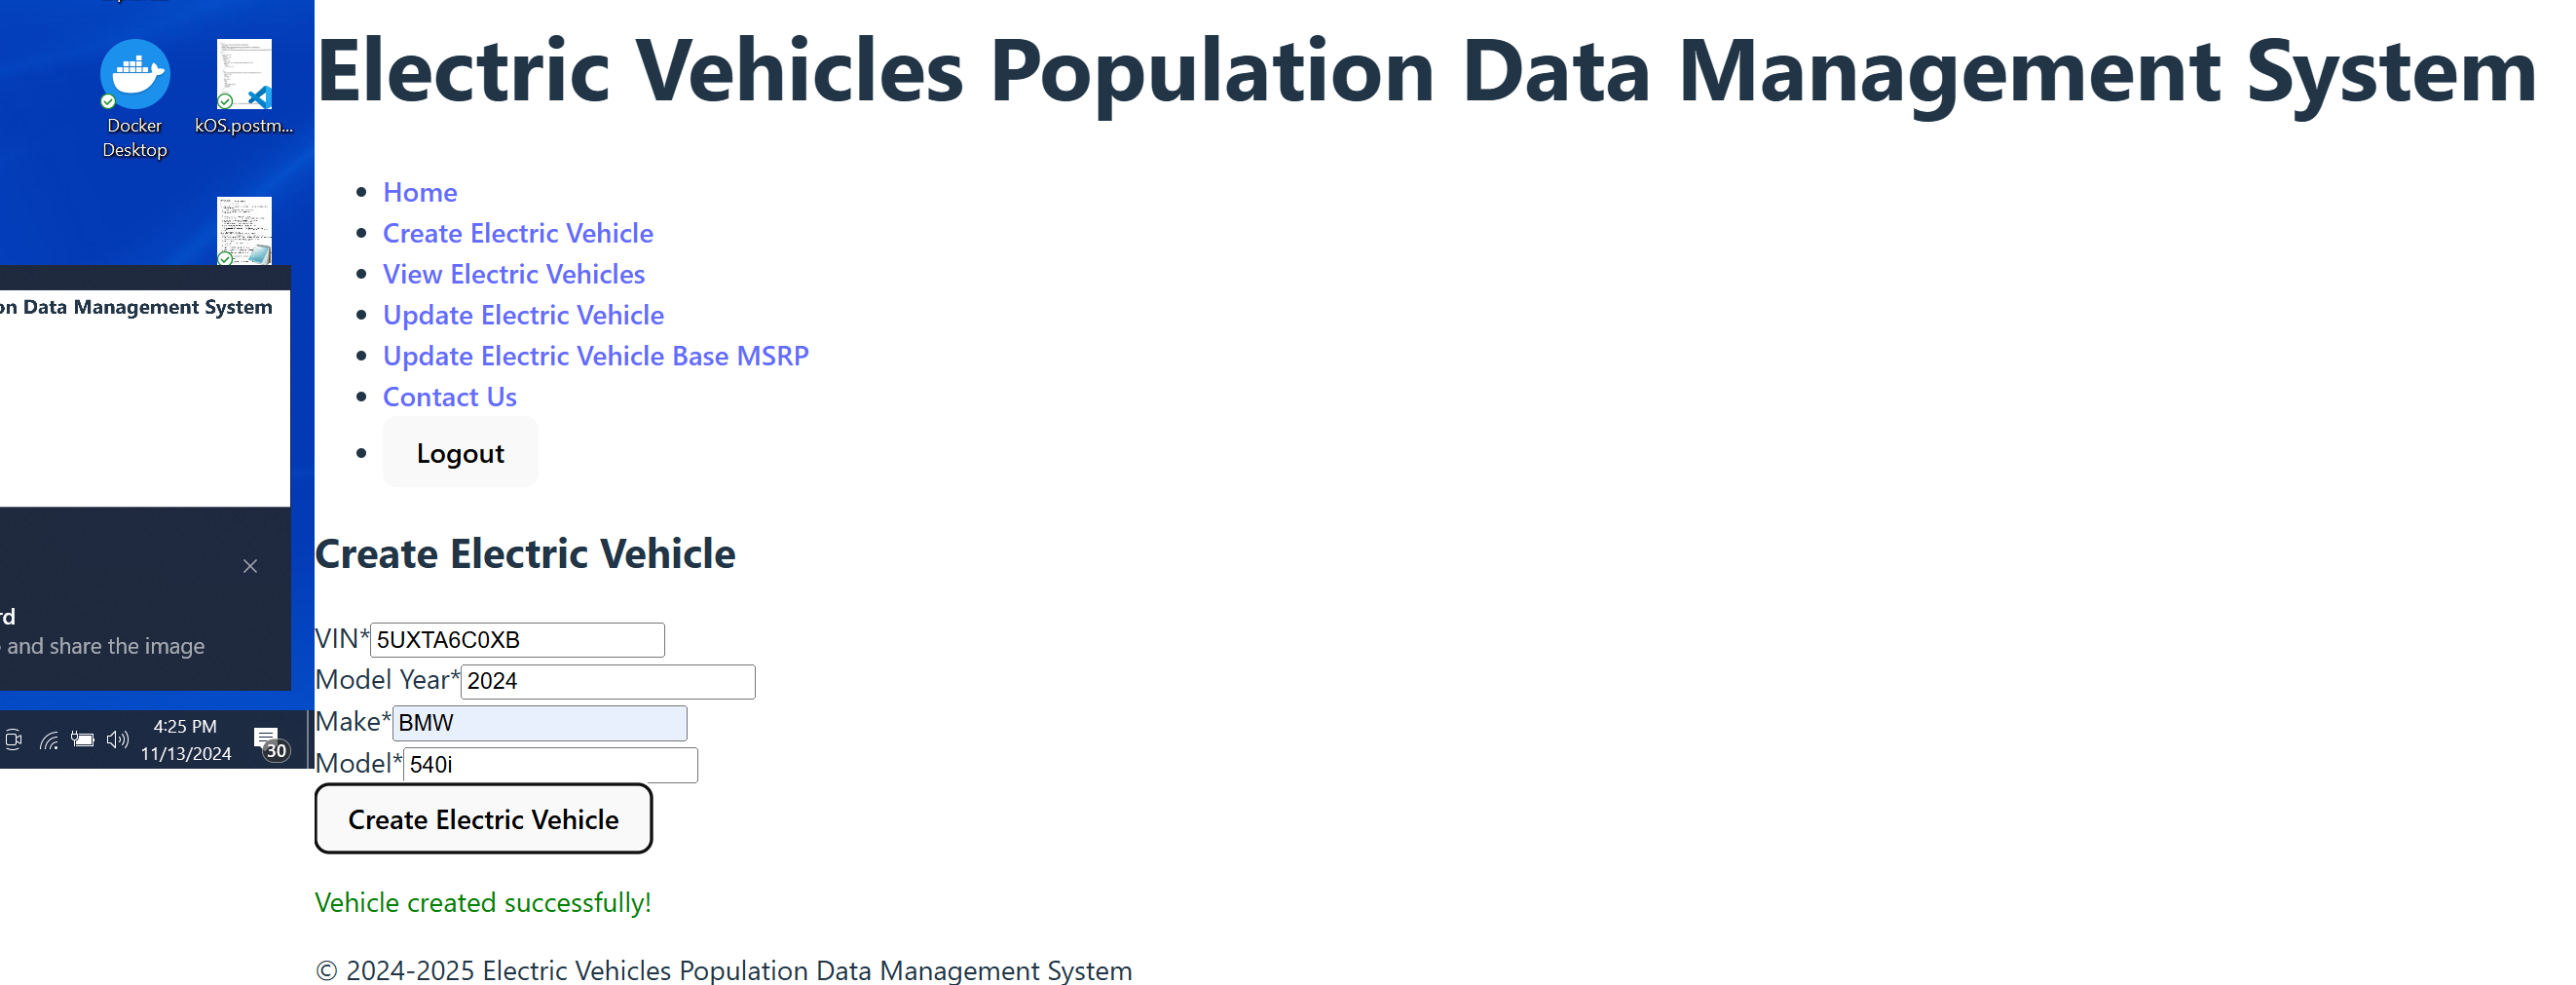 Docker
Desktop
kOS.postm...
on Data Management System
rd
and share the image
4:25 PM
11/13/2024
30
Electric Vehicles Population Data Management System
Home
Create Electric Vehicle
View Electric Vehicles
Update Electric Vehicle
Update Electric Vehicle Base MSRP
Contact Us
Logout
Create Electric Vehicle
VIN*5UXTA6C0XB
Model Year*2024
Make*BMW
Model*540i
Create Electric Vehicle
Vehicle created successfully!
© 2024-2025 Electric Vehicles Population Data Management System